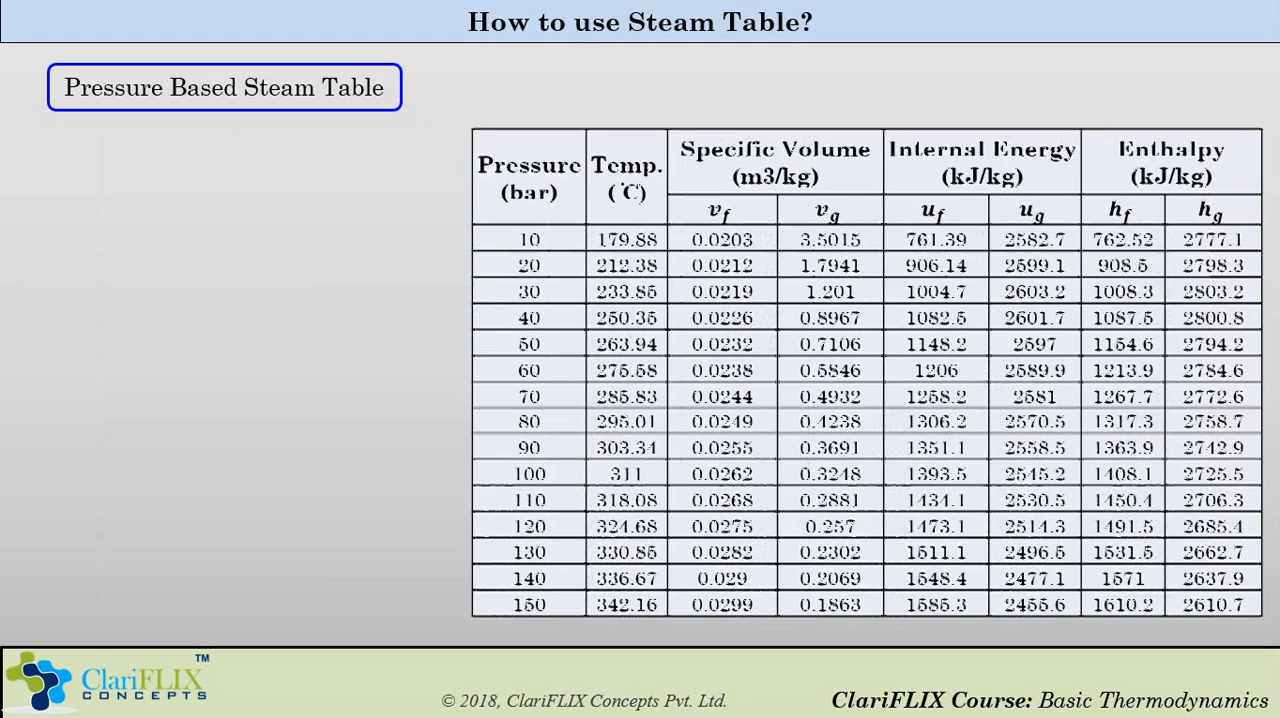 How to use Steam Table?
Pressure Based Steam Table
Pressure (bar) Temp. (°C) Specific Volume (m3/kg) Internal Energy (kJ/kg) Enthalpy (kJ/kg)
v_f v_g u_f u_g h_f h_g
10 179.88 0.0203 3.5015 761.39 2582.7 762.52 2777.1
20 212.38 0.0212 1.7941 906.14 2599.1 908.5 2798.3
30 233.85 0.0219 1.201 1004.7 2603.2 1008.3 2803.2
40 250.35 0.0226 0.8967 1082.5 2601.7 1087.5 2800.8
50 263.94 0.0232 0.7106 1148.2 2597 1154.6 2794.2
60 275.58 0.0238 0.5846 1206 2589.9 1213.9 2784.6
70 285.83 0.0244 0.4932 1258.2 2581 1267.7 2772.6
80 295.01 0.0249 0.4238 1306.2 2570.5 1317.3 2758.7
90 303.34 0.0255 0.3691 1351.1 2558.5 1363.9 2742.9
100 311 0.0262 0.3248 1393.5 2545.2 1408.1 2725.5
110 318.08 0.0268 0.2881 1434.1 2530.5 1450.4 2706.3
120 324.68 0.0275 0.257 1473.1 2514.3 1491.5 2685.4
130 330.85 0.0282 0.2302 1511.1 2496.5 1531.5 2662.7
140 336.67 0.029 0.2069 1548.4 2477.1 1571 2637.9
150 342.16 0.0299 0.1863 1585.3 2455.6 1610.2 2610.7
ClariFLIX™
CONCEPTS
© 2018, ClariFLIX Concepts Pvt. Ltd.
ClariFLIX Course: Basic Thermodynamics